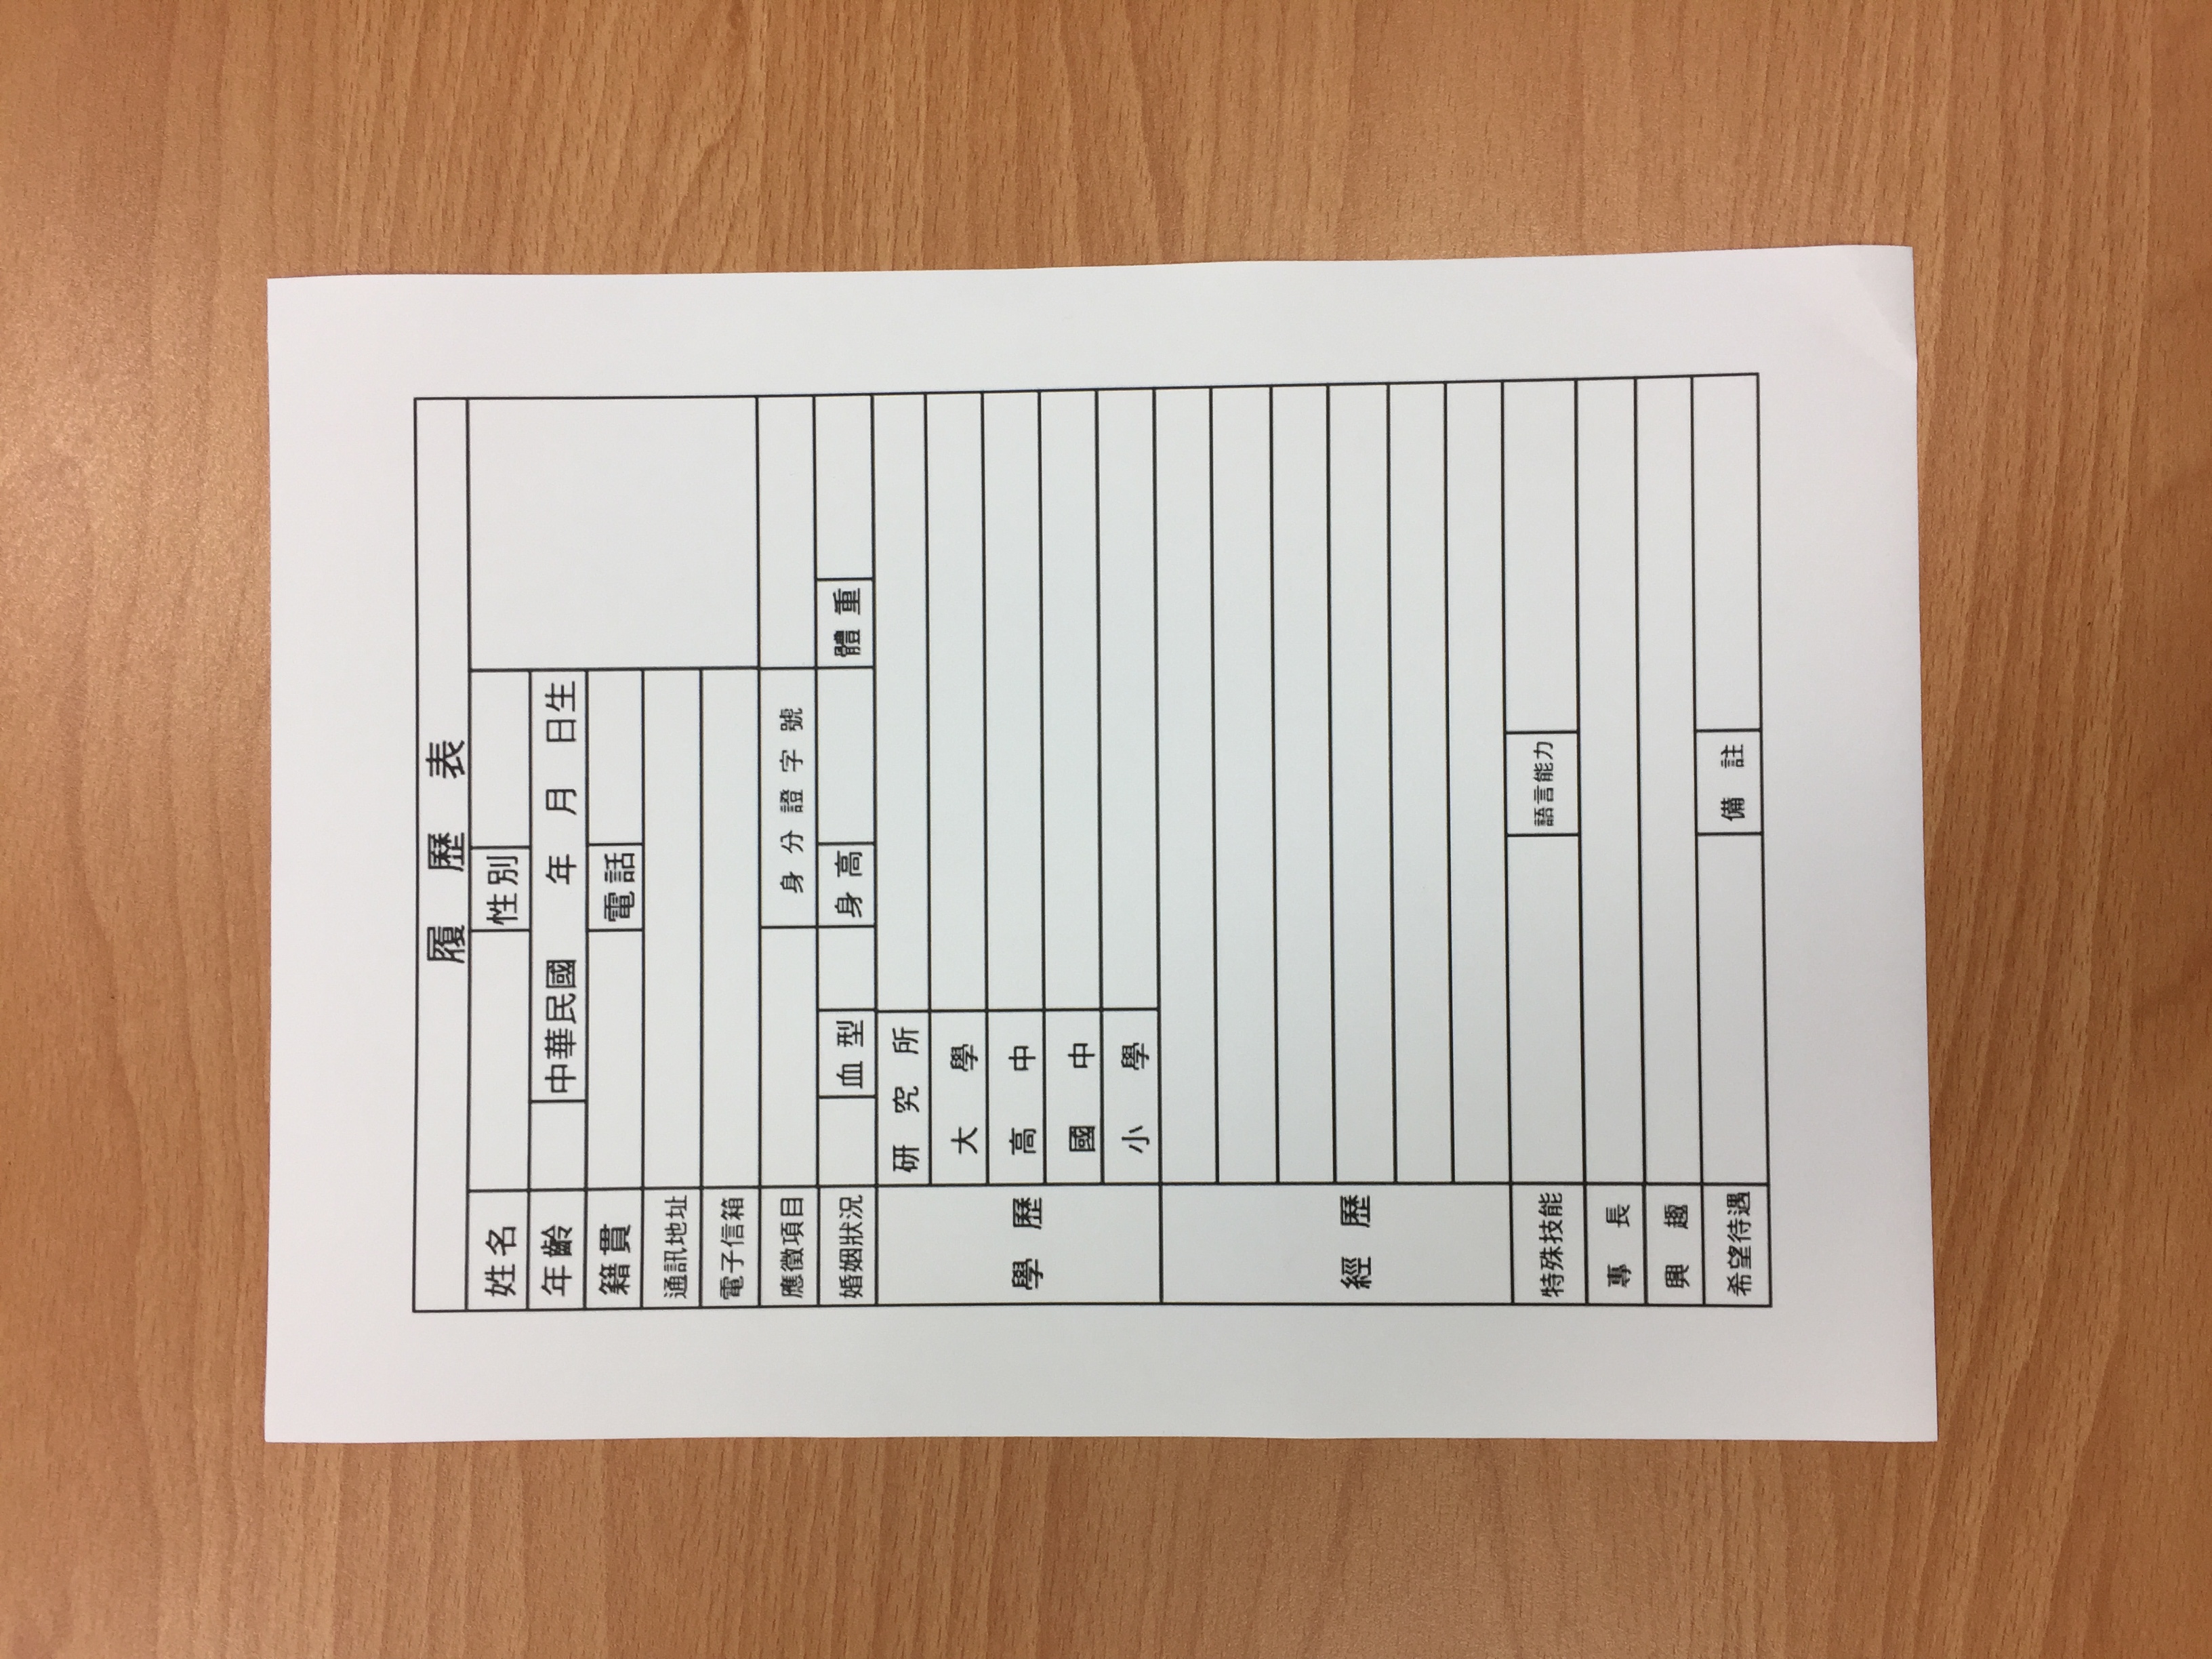 履歷表
姓名 性別
年齡 中華民國 年 月 日生
籍貫 電話
通訊地址
電子信箱
應徵項目 身分證字號
婚姻狀況 血型 身高 體重
學歷
研究所
大學
高中
國中
小學
經歷
特殊技能 語言能力
專長
興趣
希望待遇 備註